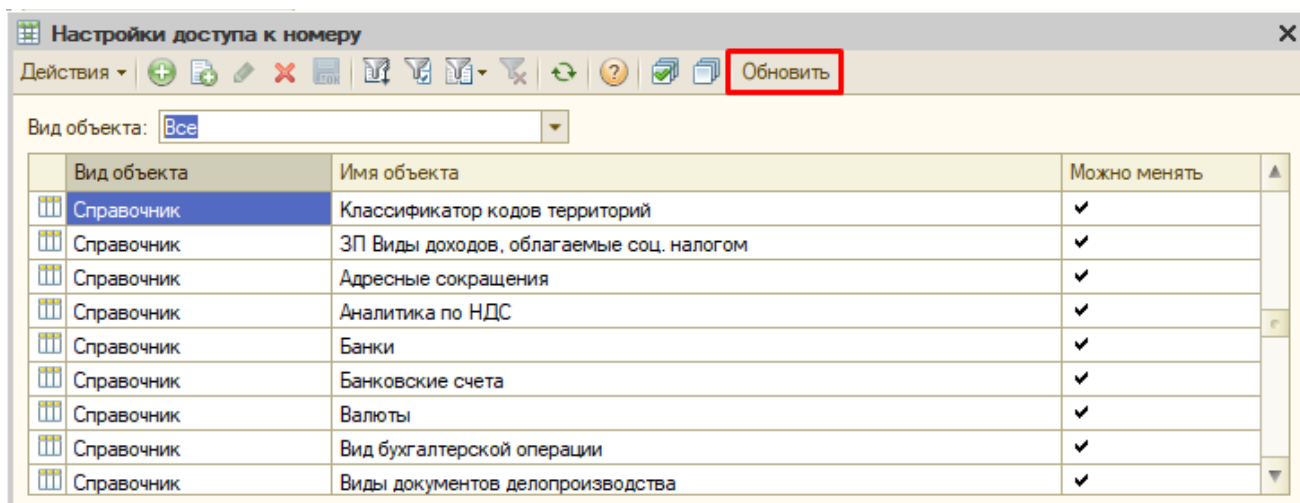 Настройки доступа к номеру
Действия Обновить
Вид объекта: Все
Вид объекта Имя объекта Можно менять
Справочник Классификатор кодов территорий
Справочник ЗП Виды доходов, облагаемые соц. налогом
Справочник Адресные сокращения
Справочник Аналитика по НДС
Справочник Банки
Справочник Банковские счета
Справочник Валюты
Справочник Вид бухгалтерской операции
Справочник Виды документов делопроизводства